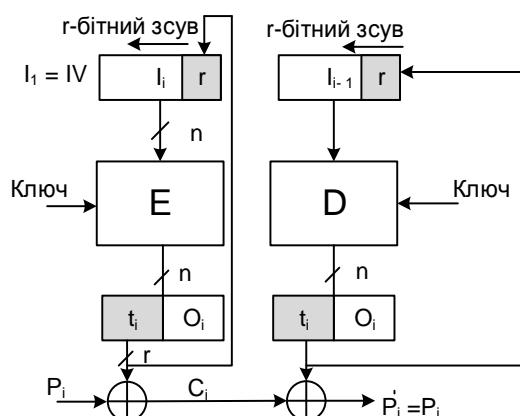 r-бітний зсув r-бітний зсув
I₁ = IV Iᵢ r Iᵢ₋₁ r
n
Ключ E D Ключ
n n
tᵢ Oᵢ tᵢ Oᵢ
r
Pᵢ Cᵢ P'ᵢ =Pᵢ